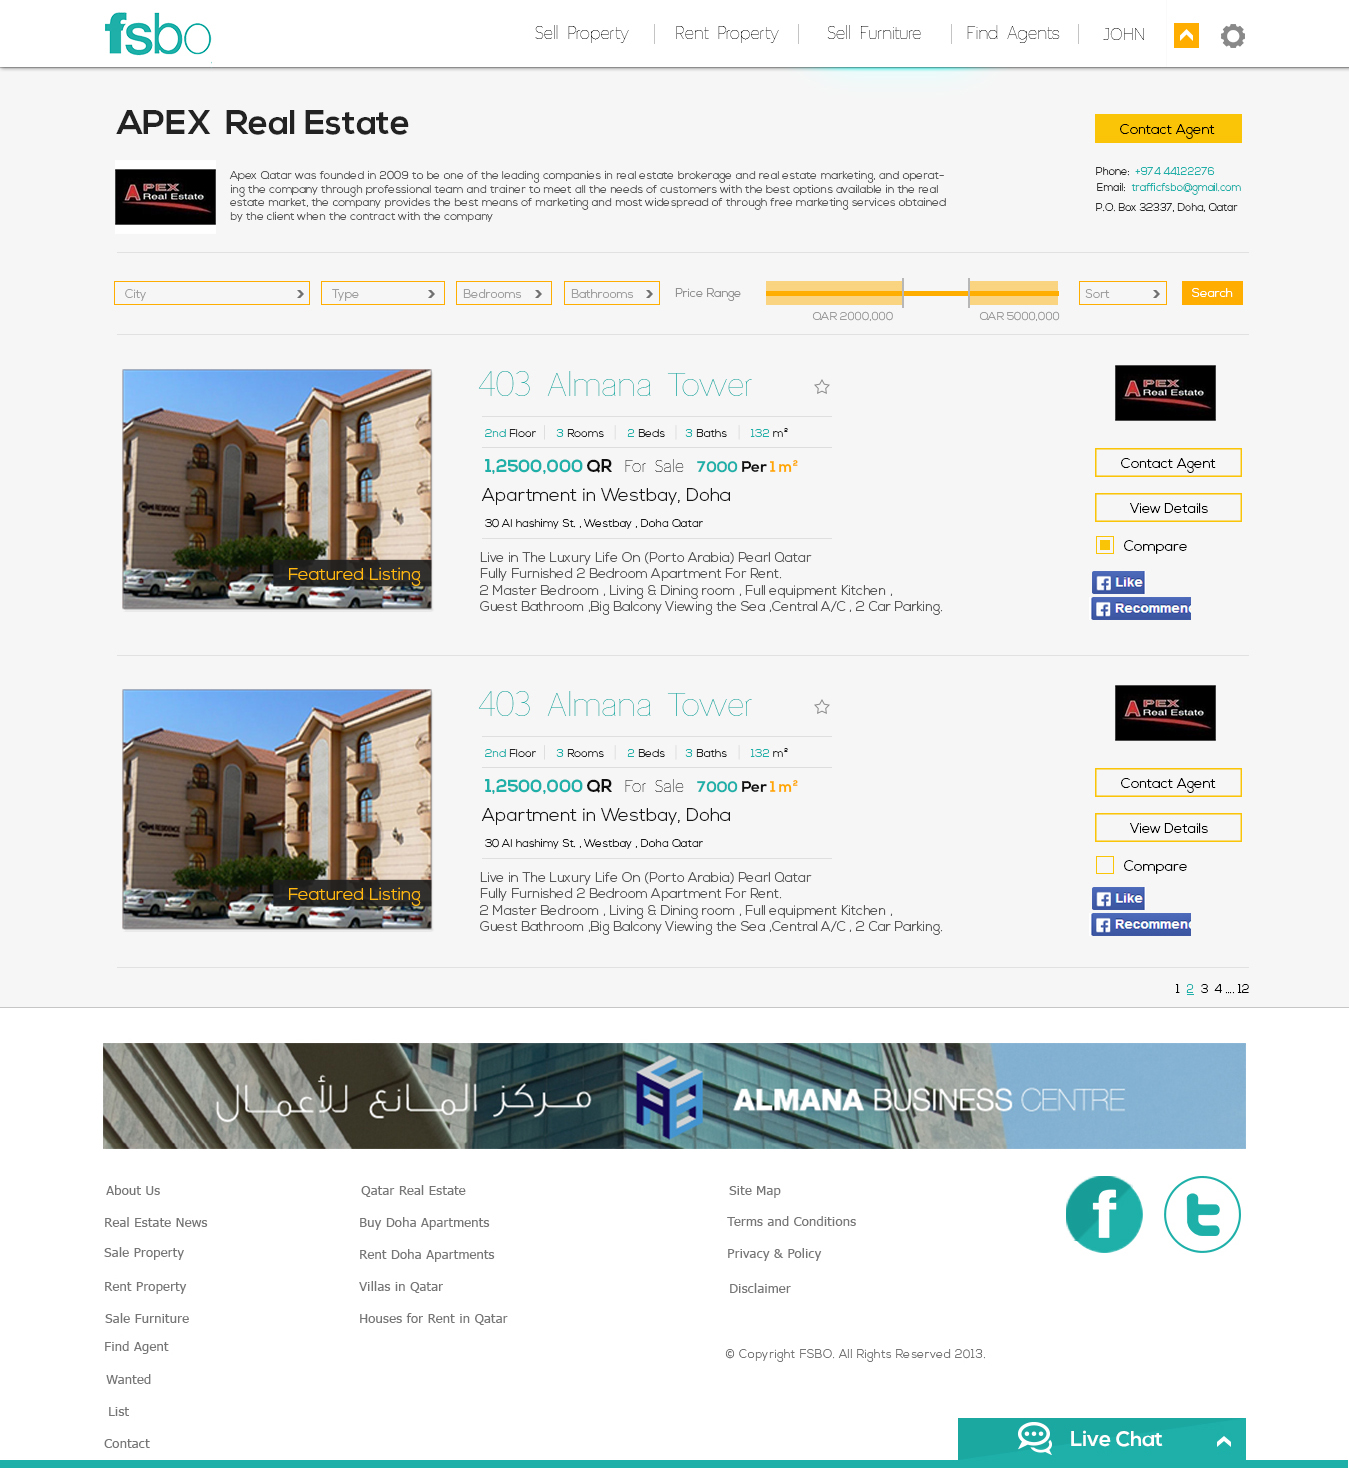 fsbo
Sell Property
Rent Property
Sell Furniture
Find Agents
JOHN
APEX Real Estate
Contact Agent
APEX
Real Estate
Apex Qatar was founded in 2009 to be one of the leading companies in real estate brokerage and real estate marketing, and operat-
ing the company through professional team and trainer to meet all the needs of customers with the best options available in the real
estate market, the company provides the best means of marketing and most widespread of through free marketing services obtained
by the client when the contract with the company
Phone: +974 44122276
Email: trafficfsbo@gmail.com
P.O. Box 32337, Doha, Qatar
City
Type
Bedrooms
Bathrooms
Price Range
QAR 2000,000
QAR 5000,000
Sort
Search
403 Almana Tower
2nd Floor
3 Rooms
2 Beds
3 Baths
132 m²
1,2500,000 QR For Sale 7000 Per 1 m²
Apartment in Westbay, Doha
30 Al hashimy St. , Westbay , Doha Qatar
Live in The Luxury Life On (Porto Arabia) Pearl Qatar
Fully Furnished 2 Bedroom Apartment For Rent.
2 Master Bedroom , Living & Dining room , Full equipment Kitchen ,
Guest Bathroom ,Big Balcony Viewing the Sea ,Central A/C , 2 Car Parking.
RESIDENCE
Featured Listing
APEX
Real Estate
Contact Agent
View Details
Compare
Like
Recommend
403 Almana Tower
2nd Floor
3 Rooms
2 Beds
3 Baths
132 m²
1,2500,000 QR For Sale 7000 Per 1 m²
Apartment in Westbay, Doha
30 Al hashimy St. , Westbay , Doha Qatar
Live in The Luxury Life On (Porto Arabia) Pearl Qatar
Fully Furnished 2 Bedroom Apartment For Rent.
2 Master Bedroom , Living & Dining room , Full equipment Kitchen ,
Guest Bathroom ,Big Balcony Viewing the Sea ,Central A/C , 2 Car Parking.
RESIDENCE
Featured Listing
APEX
Real Estate
Contact Agent
View Details
Compare
Like
Recommend
1 2 3 4 .... 12
مركز المانع للأعمال
ALMANA BUSINESS CENTRE
About Us
Real Estate News
Sale Property
Rent Property
Sale Furniture
Find Agent
Wanted
List
Contact
Qatar Real Estate
Buy Doha Apartments
Rent Doha Apartments
Villas in Qatar
Houses for Rent in Qatar
Site Map
Terms and Conditions
Privacy & Policy
Disclaimer
© Copyright FSBO. All Rights Reserved 2013.
Live Chat